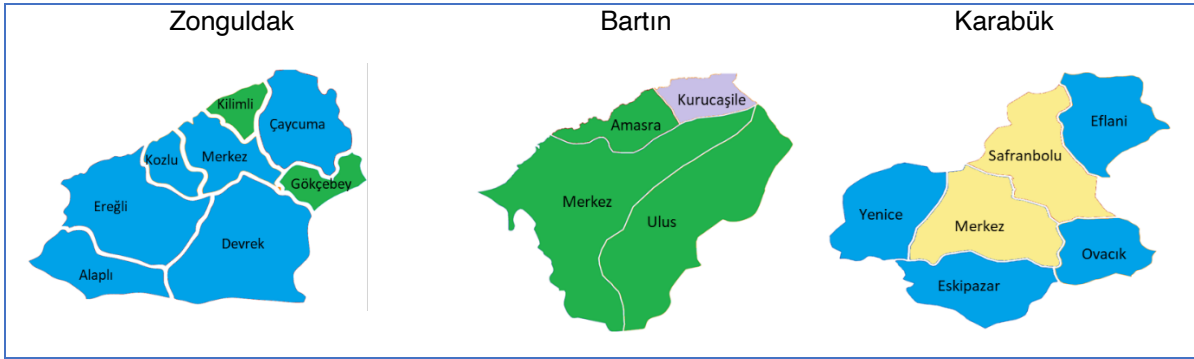 Zonguldak
Kilimli
Çaycuma
Merkez
Kozlu
Gökçebey
Ereğli
Devrek
Alaplı
Bartın
Kurucaşile
Amasra
Merkez
Ulus
Karabük
Eflani
Safranbolu
Yenice
Merkez
Ovacık
Eskipazar